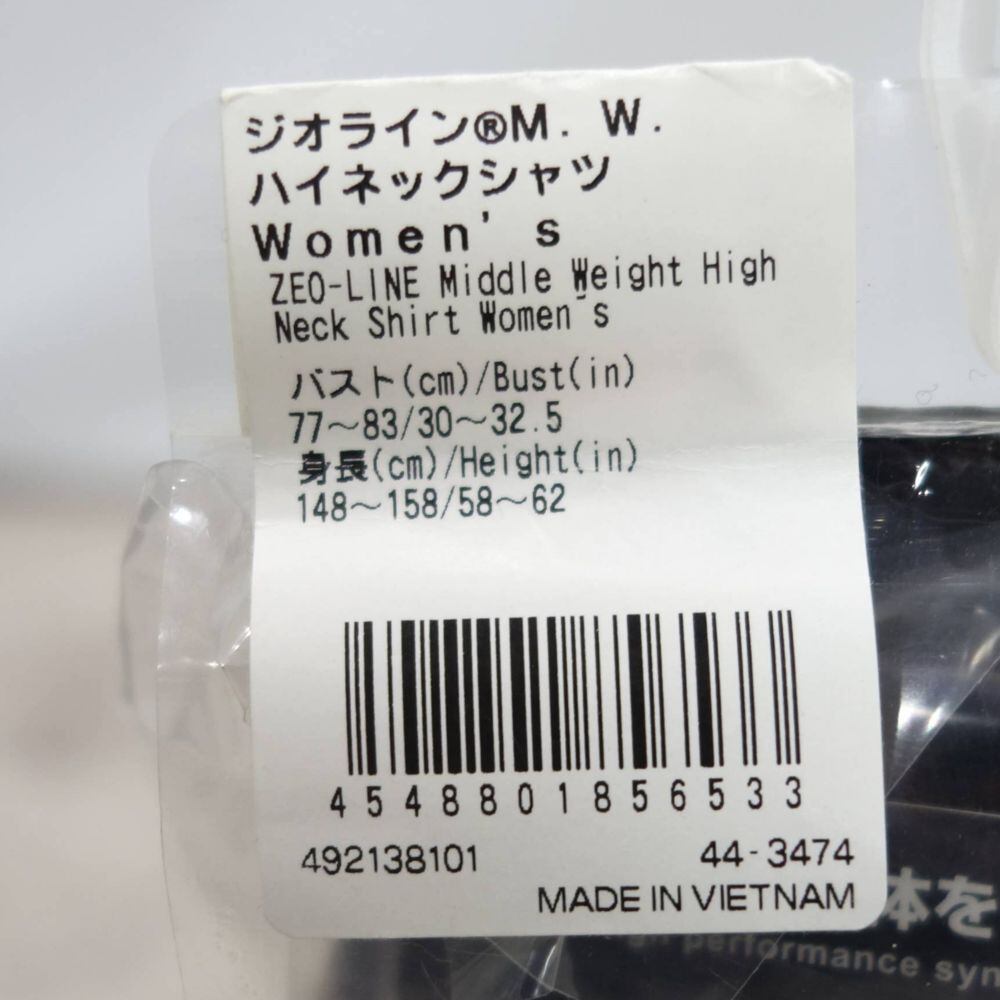 ジオライン®M. W.
ハイネックシャツ
Women's
ZEO-LINE Middle Weight High
Neck Shirt Women's
バスト(cm)/Bust(in)
77～83/30～32.5
身長(cm)/Height(in)
148～158/58～62
4548801856533
492138101 44-3474
MADE IN VIETNAM
体を
performance